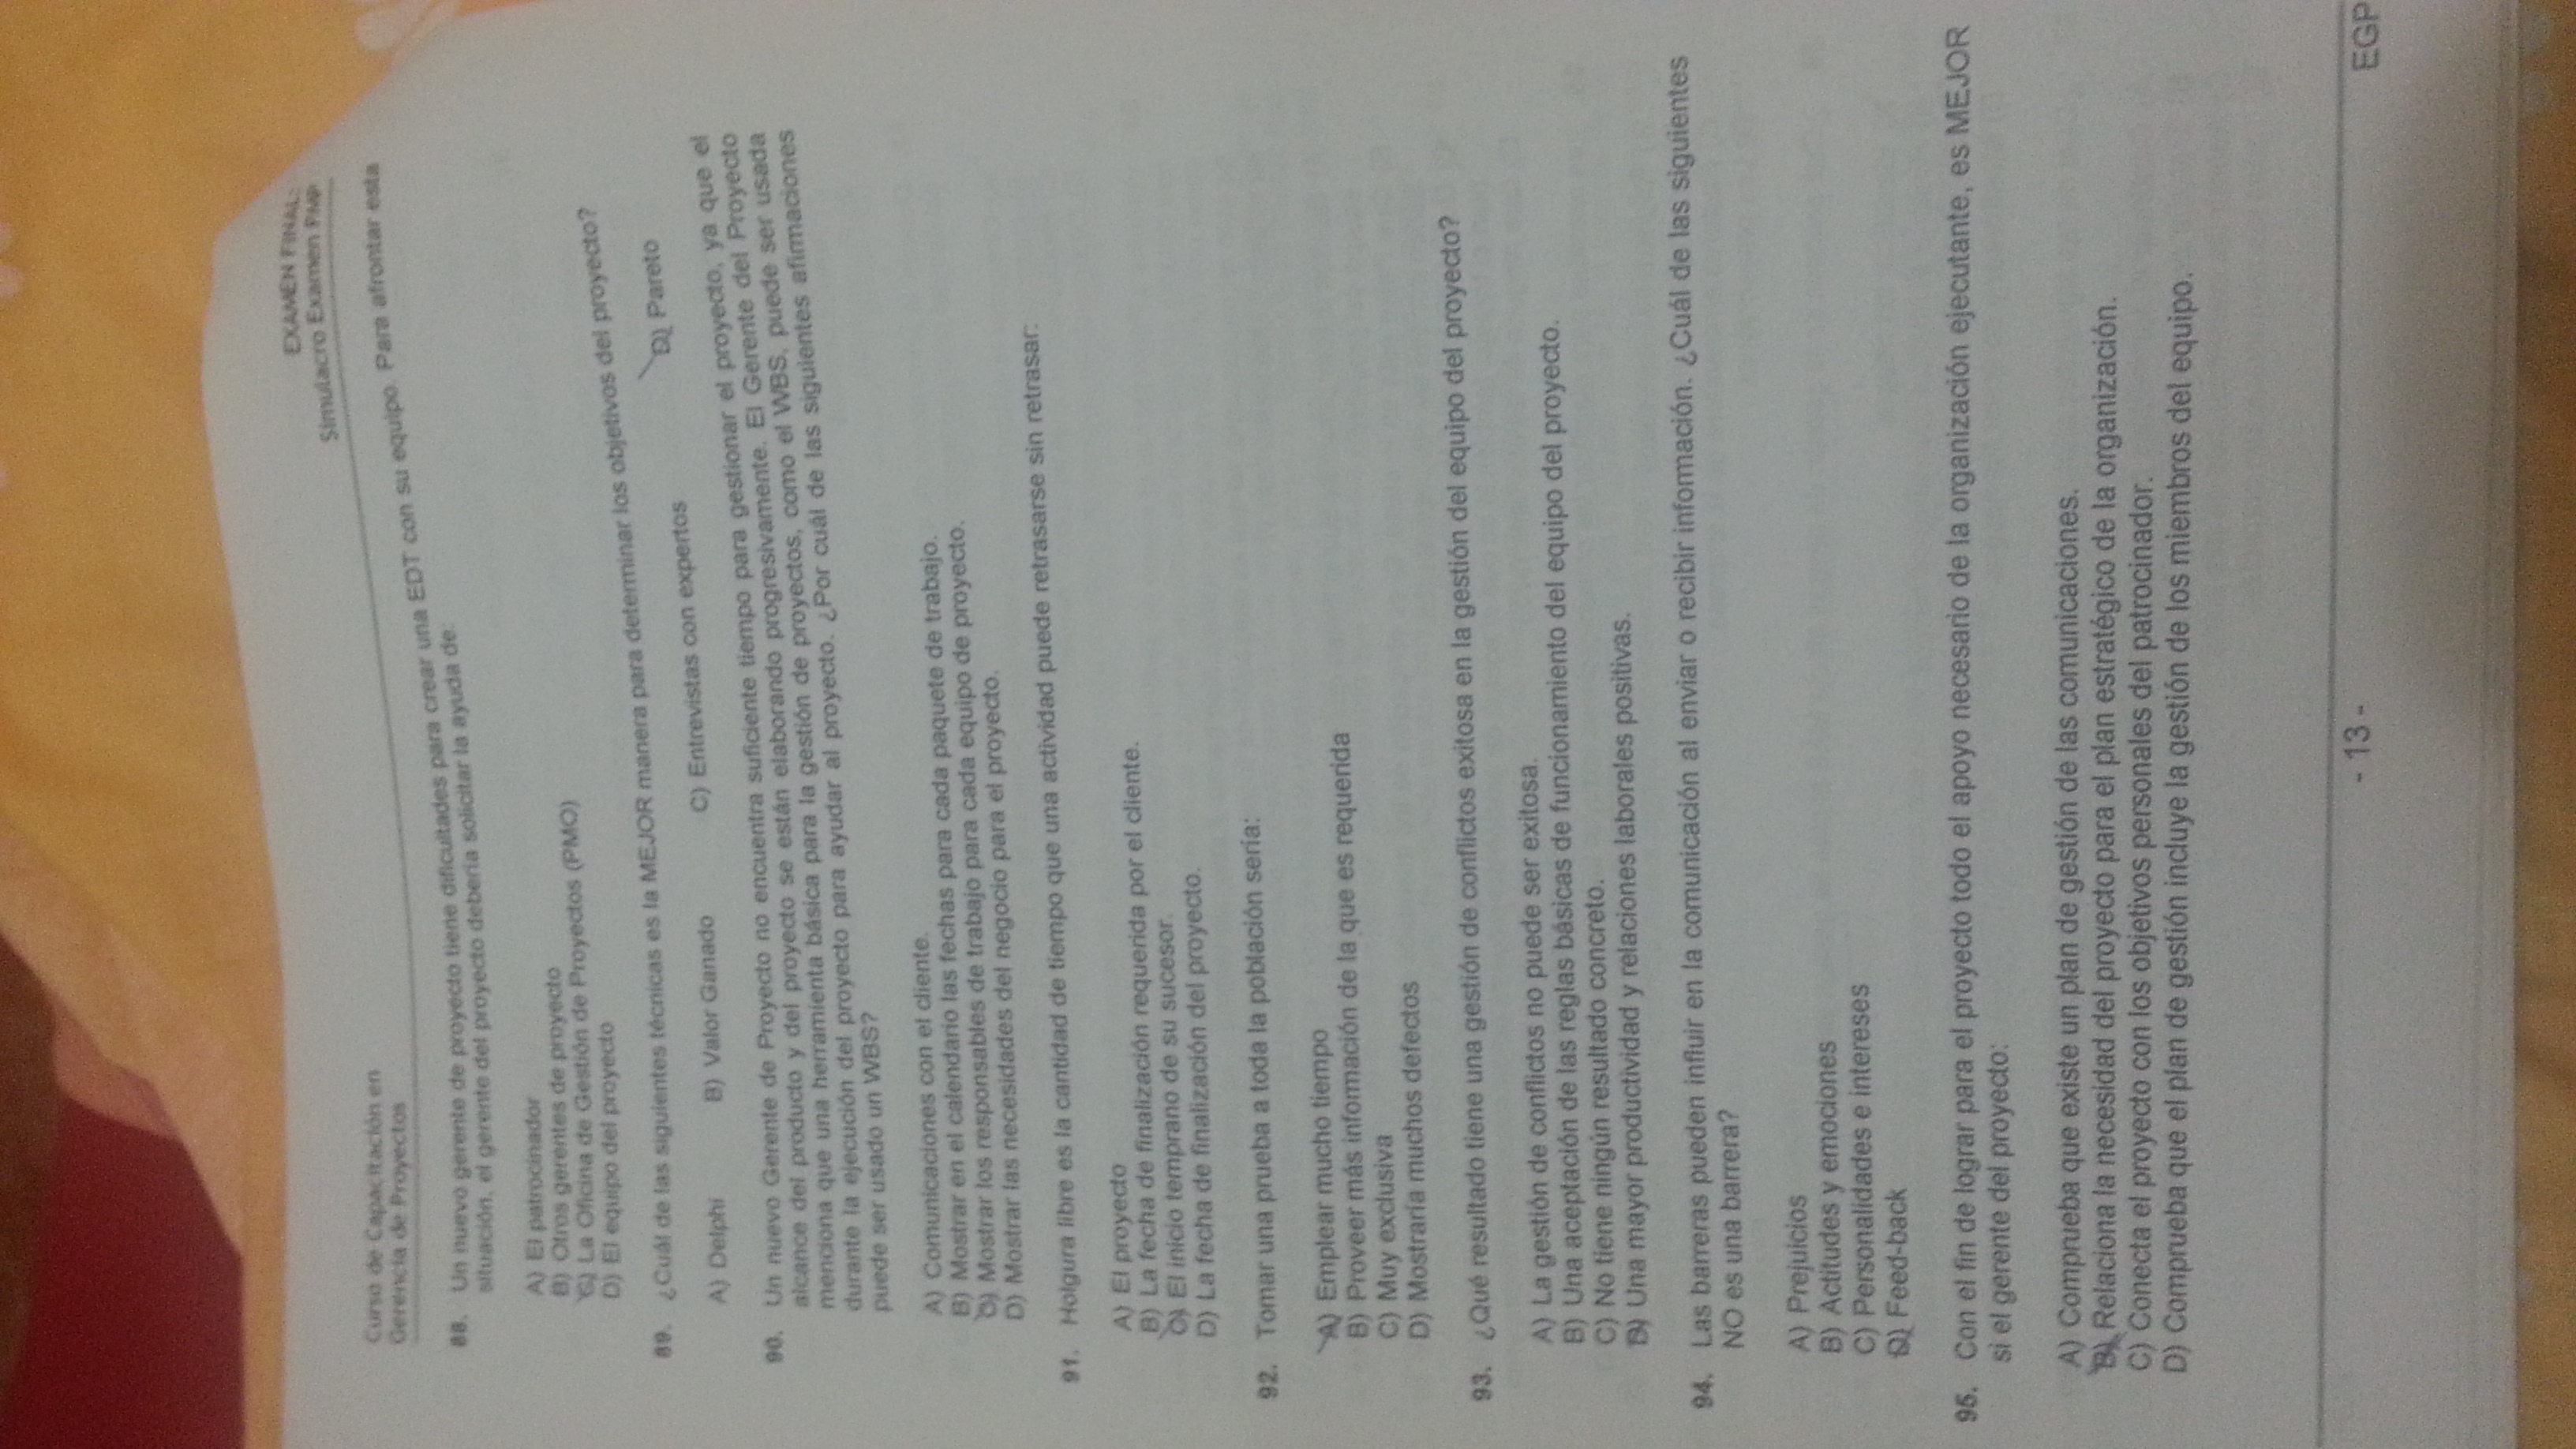 EXAMEN FINAL:
Simulacro Examen PMP
Curso de Capacitación en
Gerencia de Proyectos
88. Un nuevo gerente de proyecto tiene dificultades para crear una EDT con su equipo. Para afrontar esta
situación, el gerente del proyecto debería solicitar la ayuda de:
A) El patrocinador
B) Otros gerentes de proyecto
C) La Oficina de Gestión de Proyectos (PMO)
D) El equipo del proyecto
89. ¿Cuál de las siguientes técnicas es la MEJOR manera para determinar los objetivos del proyecto?
A) Delphi B) Valor Ganado C) Entrevistas con expertos D) Pareto
90. Un nuevo Gerente de Proyecto no encuentra suficiente tiempo para gestionar el proyecto, ya que el
alcance del producto y del proyecto se están elaborando progresivamente. El Gerente del Proyecto
menciona que una herramienta básica para la gestión de proyectos, como el WBS, puede ser usada
durante la ejecución del proyecto para ayudar al proyecto. ¿Por cuál de las siguientes afirmaciones
puede ser usado un WBS?
A) Comunicaciones con el cliente.
B) Mostrar en el calendario las fechas para cada paquete de trabajo.
C) Mostrar los responsables de trabajo para cada equipo de proyecto.
D) Mostrar las necesidades del negocio para el proyecto.
91. Holgura libre es la cantidad de tiempo que una actividad puede retrasarse sin retrasar:
A) El proyecto
B) La fecha de finalización requerida por el cliente.
C) El inicio temprano de su sucesor.
D) La fecha de finalización del proyecto.
92. Tomar una prueba a toda la población sería:
A) Emplear mucho tiempo
B) Proveer más información de la que es requerida
C) Muy exclusiva
D) Mostraría muchos defectos
93. ¿Qué resultado tiene una gestión de conflictos exitosa en la gestión del equipo del proyecto?
A) La gestión de conflictos no puede ser exitosa.
B) Una aceptación de las reglas básicas de funcionamiento del equipo del proyecto.
C) No tiene ningún resultado concreto.
D) Una mayor productividad y relaciones laborales positivas.
94. Las barreras pueden influir en la comunicación al enviar o recibir información. ¿Cuál de las siguientes
NO es una barrera?
A) Prejuicios
B) Actitudes y emociones
C) Personalidades e intereses
D) Feed-back
95. Con el fin de lograr para el proyecto todo el apoyo necesario de la organización ejecutante, es MEJOR
si el gerente del proyecto:
A) Comprueba que existe un plan de gestión de las comunicaciones.
B) Relaciona la necesidad del proyecto para el plan estratégico de la organización.
C) Conecta el proyecto con los objetivos personales del patrocinador.
D) Comprueba que el plan de gestión incluye la gestión de los miembros del equipo.
- 13 -
EGP